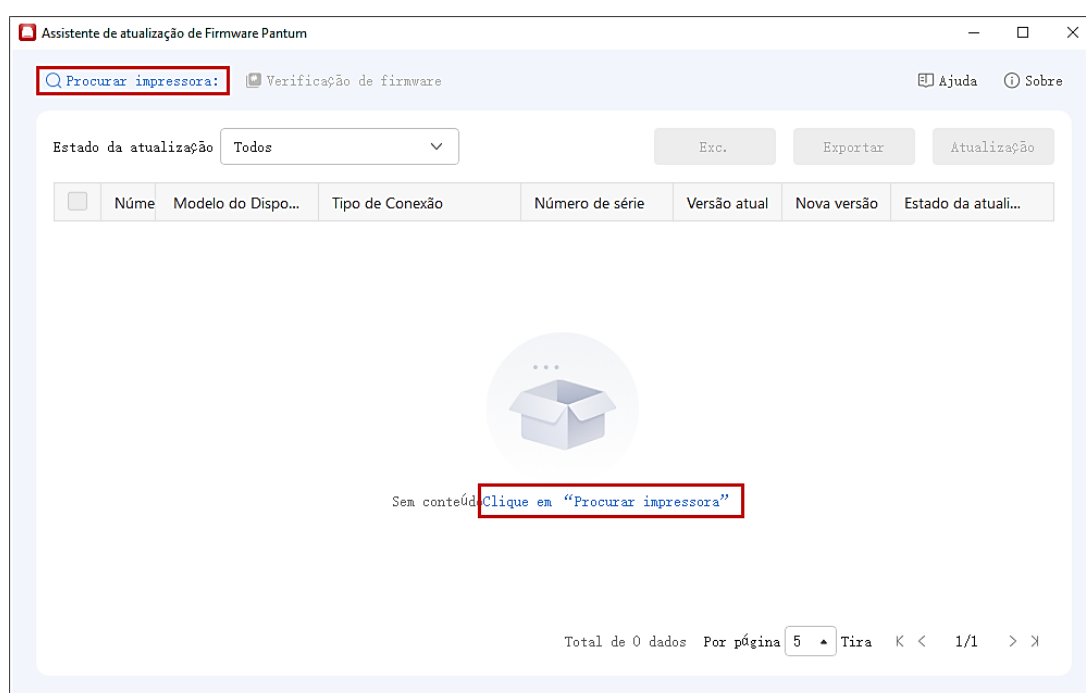 Assistente de atualização de Firmware Pantum
Procurar impressora: Verificação de firmware Ajuda Sobre
Estado da atualização Todos Exc. Exportar Atualização
Núme Modelo do Dispo... Tipo de Conexão Número de série Versão atual Nova versão Estado da atuali...
Sem conteúd Clique em “Procurar impressora”
Total de 0 dados Por página 5 Tira 1/1